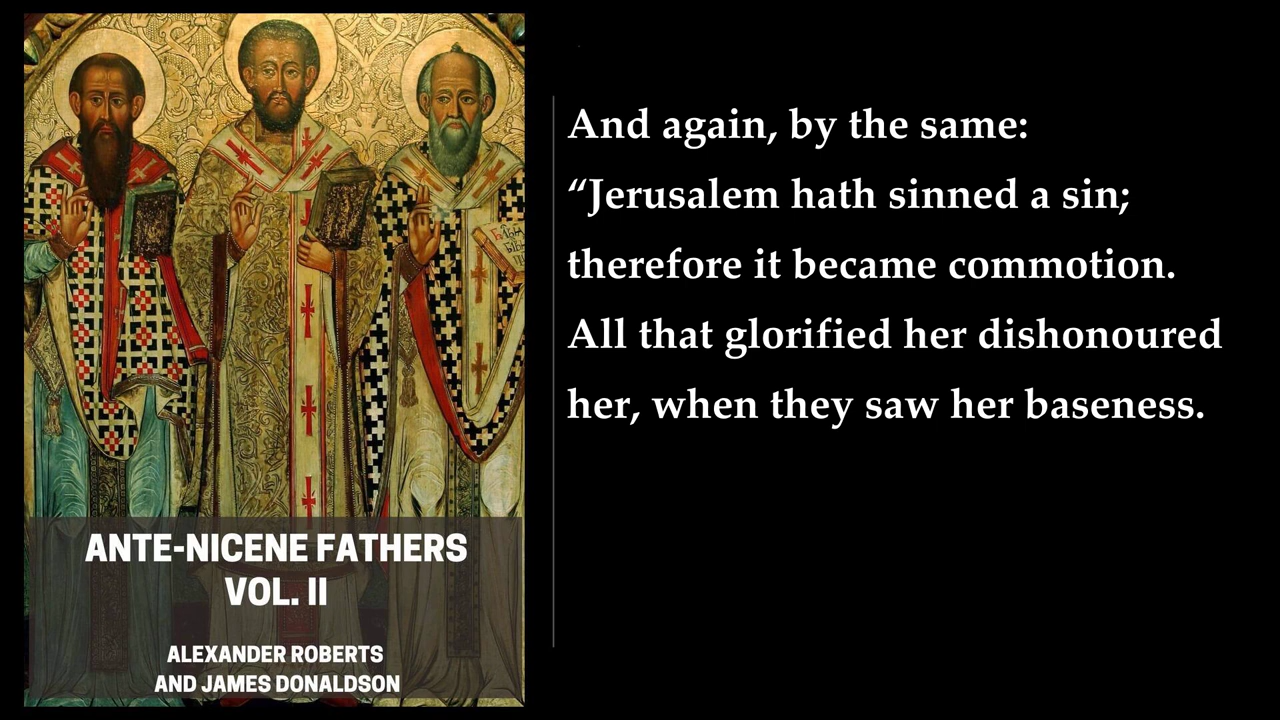 And again, by the same:
“Jerusalem hath sinned a sin;
therefore it became commotion.
All that glorified her dishonoured
her, when they saw her baseness.
ANTE-NICENE FATHERS
VOL. II
ALEXANDER ROBERTS
AND JAMES DONALDSON